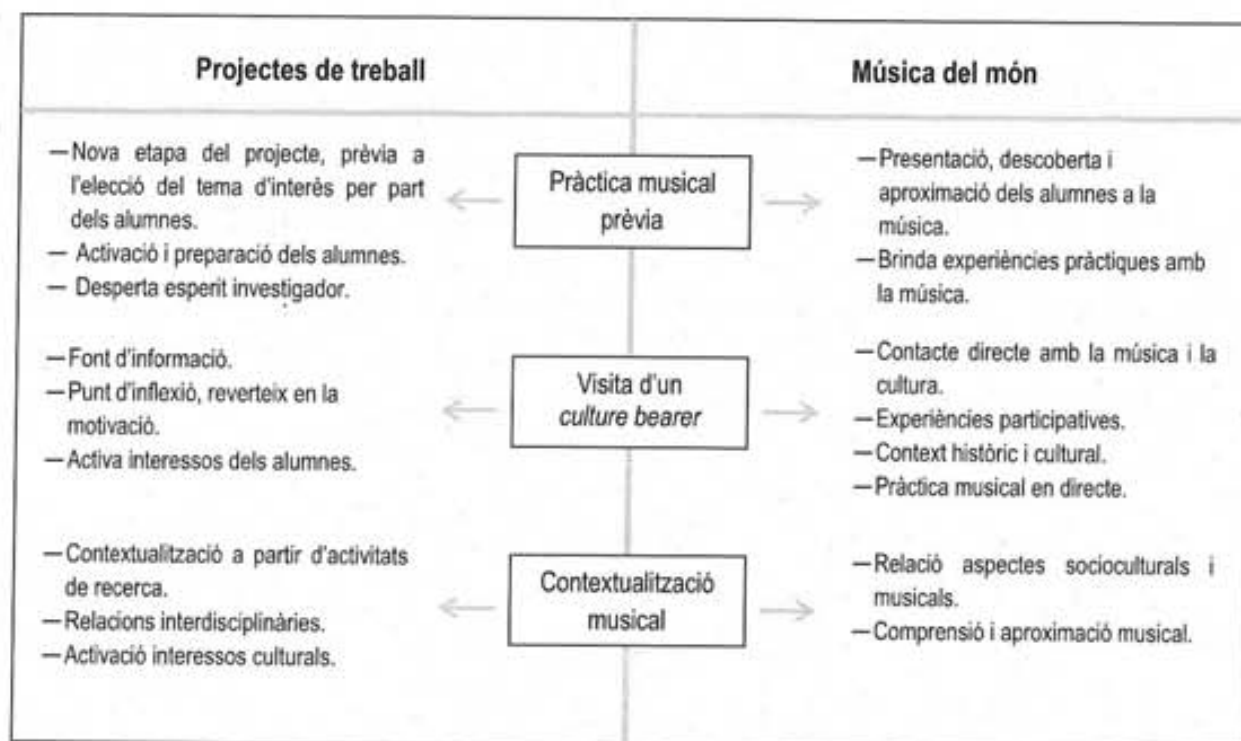 Projectes de treball
Música del món
—Nova etapa del projecte, prèvia a
l'elecció del tema d'interès per part
dels alumnes.
— Activació i preparació dels alumnes.
— Desperta esperit investigador.
Pràctica musical
prèvia
—Presentació, descoberta i
aproximació dels alumnes a la
música.
—Brinda experiències pràctiques amb
la música.
—Font d'informació.
—Punt d'inflexió, reverteix en la
motivació.
—Activa interessos dels alumnes.
Visita d'un
culture bearer
—Contacte directe amb la música i la
cultura.
—Experiències participatives.
—Context històric i cultural.
—Pràctica musical en directe.
—Contextualització a partir d'activitats
de recerca.
—Relacions interdisciplinàries.
—Activació interessos culturals.
Contextualització
musical
—Relació aspectes socioculturals i
musicals.
—Comprensió i aproximació musical.